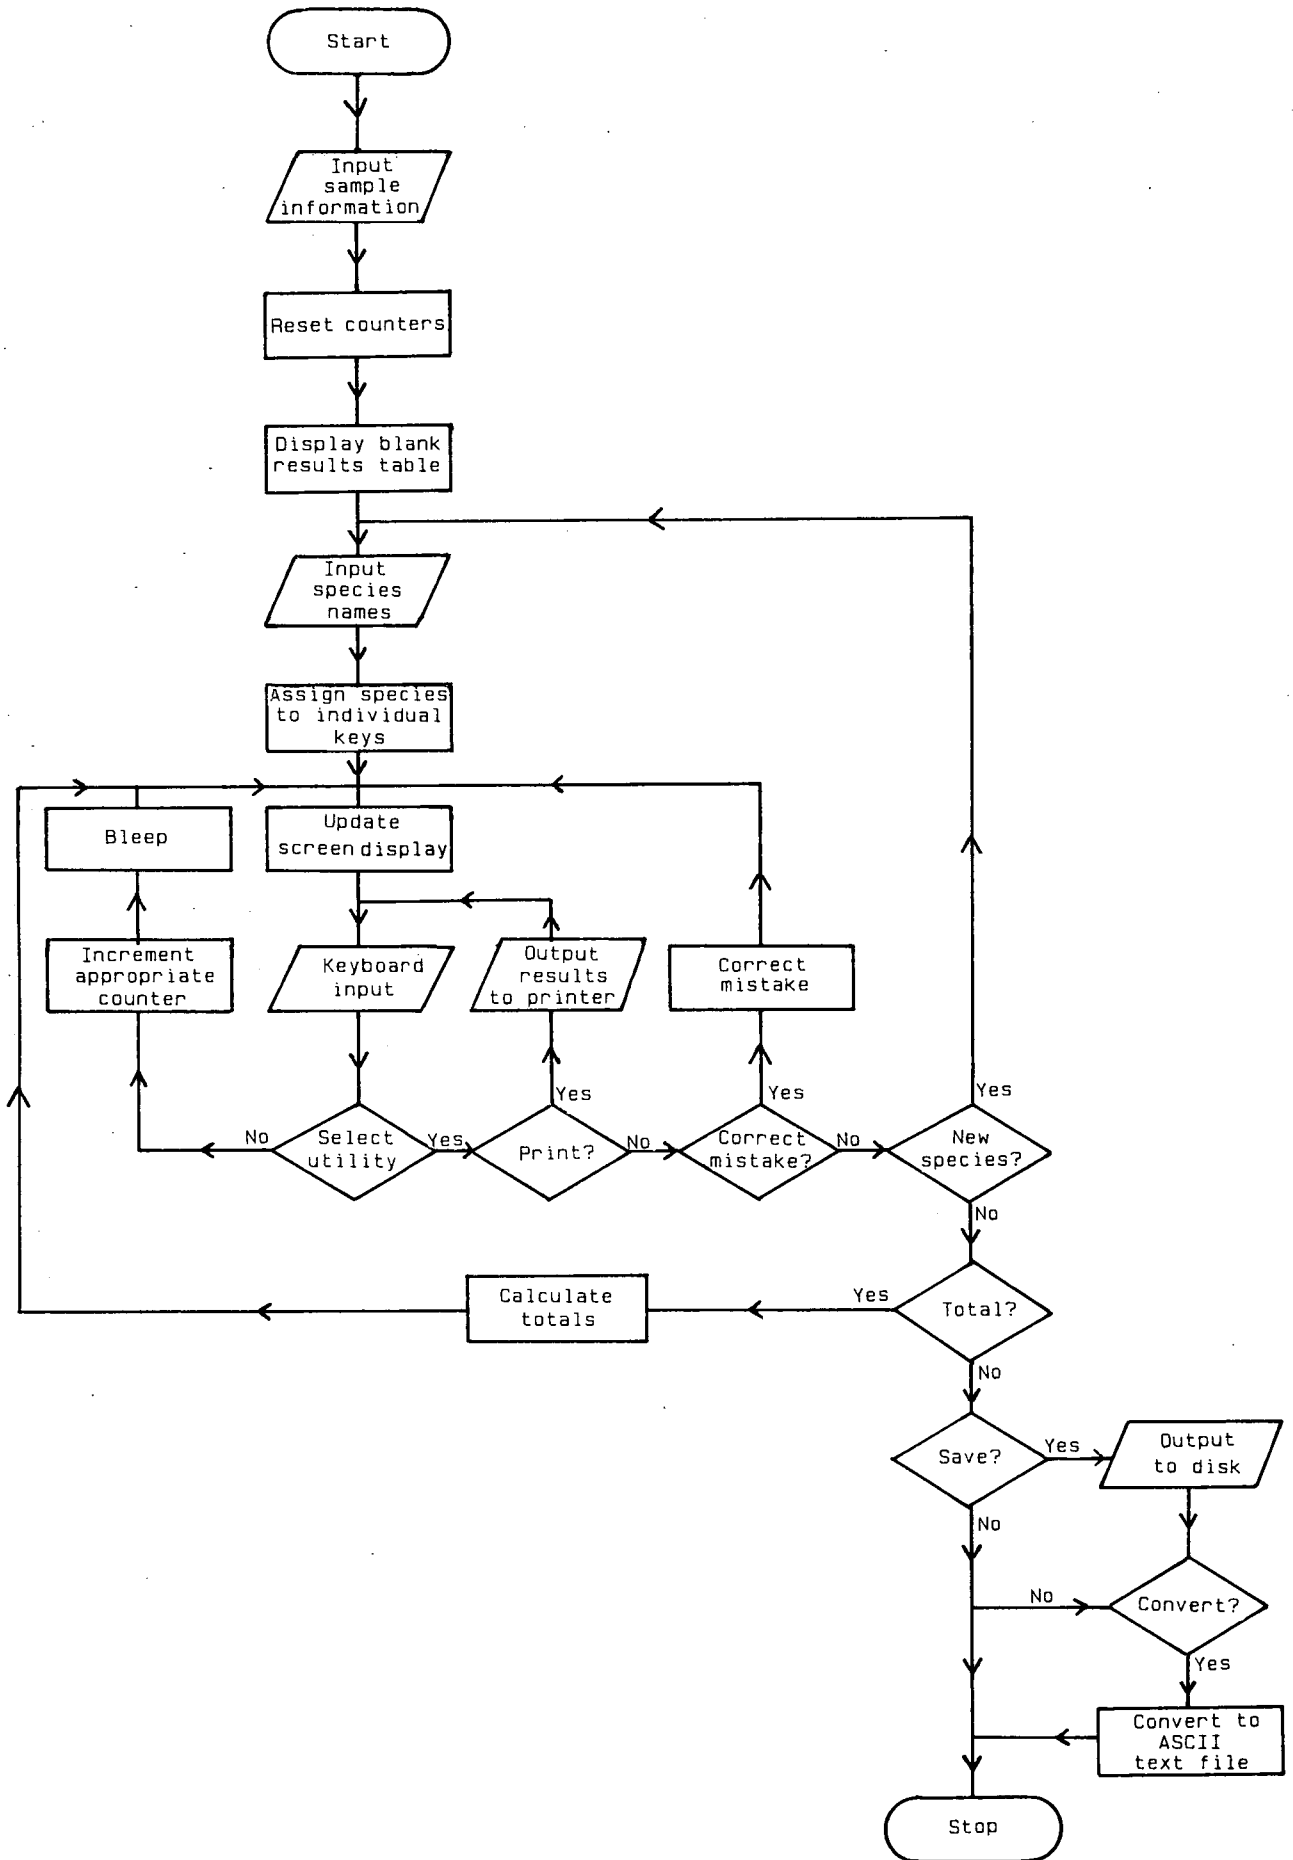 Start
Input
sample
information
Reset counters
Display blank
results table
Input
species
names
Assign species
to individual
keys
Bleep
Update
screen display
Increment
appropriate
counter
Keyboard
input
Output
results
to printer
Correct
mistake
Yes
Yes
Yes
No
Select
utility
Yes
Print?
No
Correct
mistake?
No
New
species?
No
Calculate
totals
Yes
Total?
No
Save?
Yes
Output
to disk
No
No
Convert?
Yes
Convert to
ASCII
text file
Stop